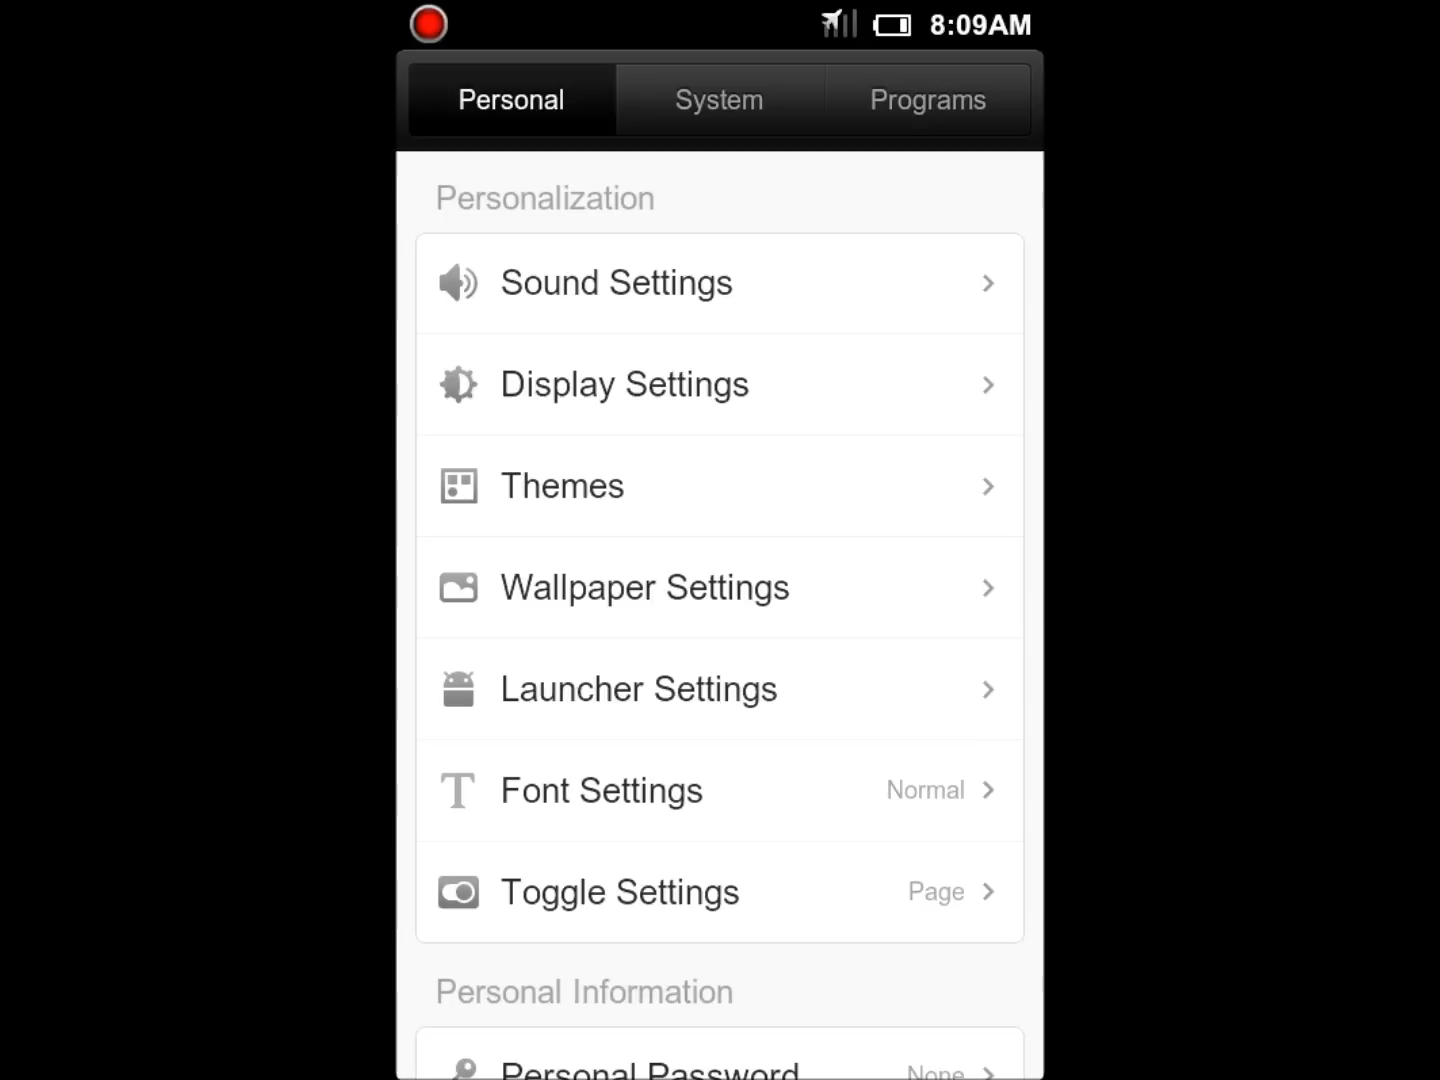 8:09AM
Personal System Programs
Personalization
Sound Settings
Display Settings
Themes
Wallpaper Settings
Launcher Settings
Font Settings Normal
Toggle Settings Page
Personal Information
Personal Password None